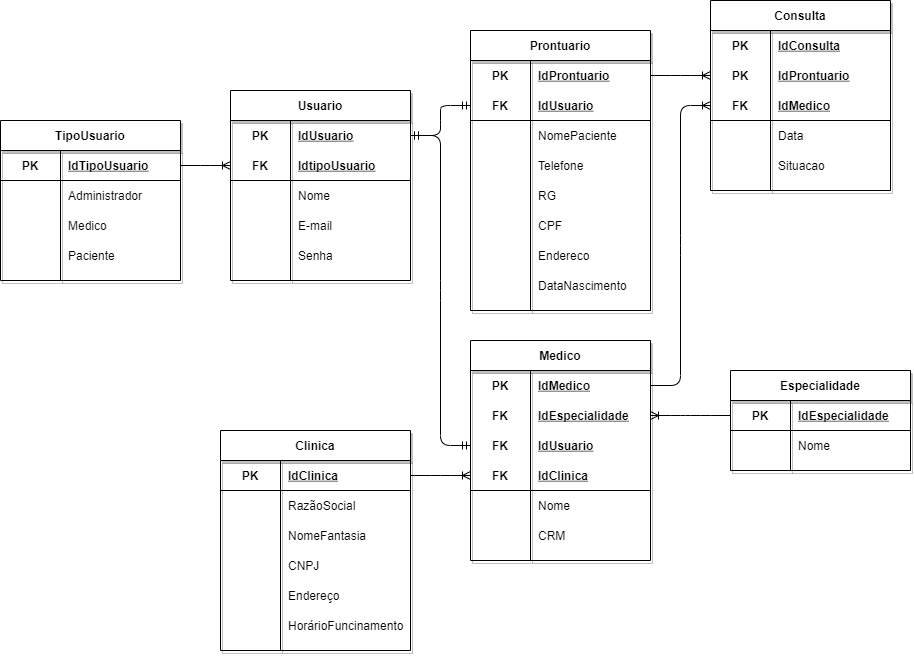 TipoUsuario
PK IdTipoUsuario
Administrador
Medico
Paciente
Usuario
PK IdUsuario
FK IdtipoUsuario
Nome
E-mail
Senha
Prontuario
PK IdProntuario
FK IdUsuario
NomePaciente
Telefone
RG
CPF
Endereco
DataNascimento
Consulta
PK IdConsulta
PK IdProntuario
FK IdMedico
Data
Situacao
Medico
PK IdMedico
FK IdEspecialidade
FK IdUsuario
FK IdClinica
Nome
CRM
Especialidade
PK IdEspecialidade
Nome
Clinica
PK IdClinica
RazãoSocial
NomeFantasia
CNPJ
Endereço
HorárioFuncinamento